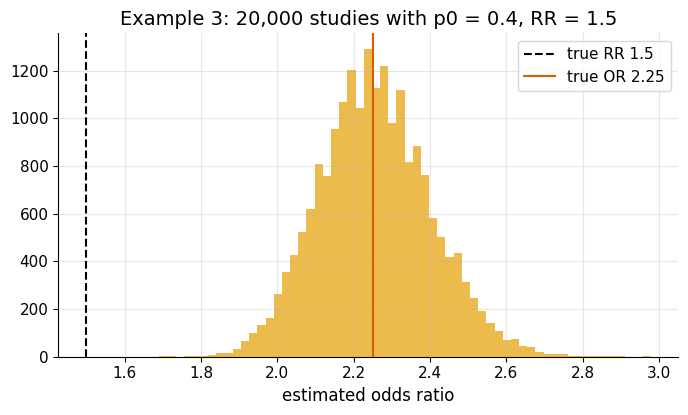 Example 3: 20,000 studies with p0 = 0.4, RR = 1.5
true RR 1.5
true OR 2.25
1200
1000
800
600
400
200
0
1.6 1.8 2.0 2.2 2.4 2.6 2.8 3.0
estimated odds ratio